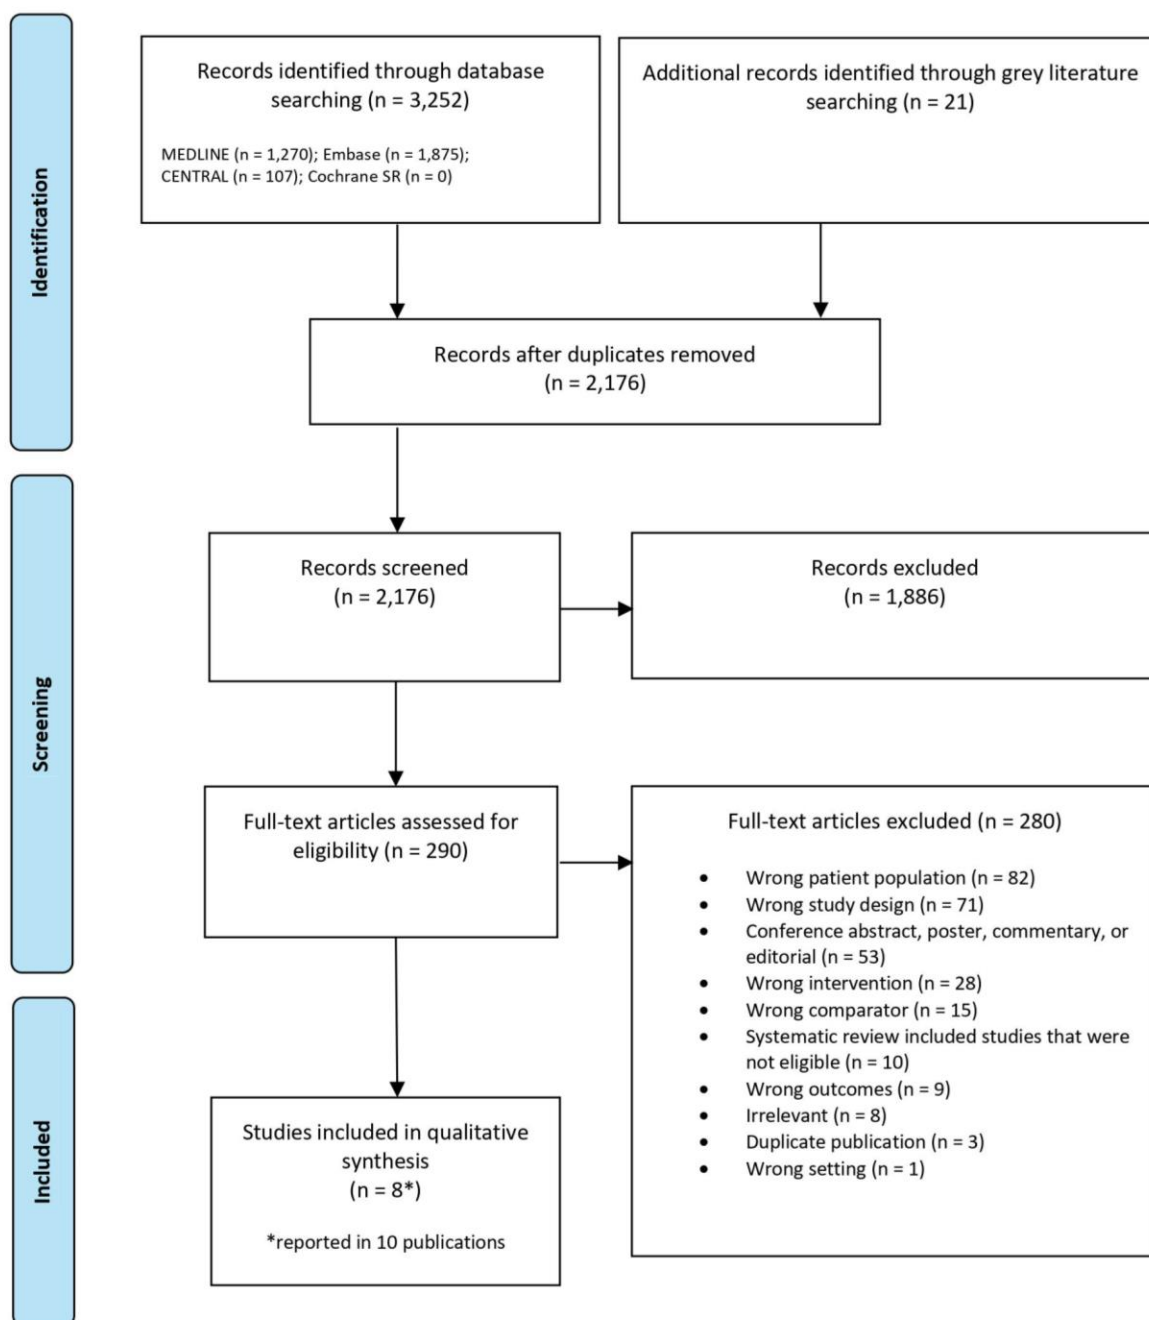 Identification
Records identified through database
searching (n = 3,252)
MEDLINE (n = 1,270); Embase (n = 1,875);
CENTRAL (n = 107); Cochrane SR (n = 0)
Additional records identified through grey literature
searching (n = 21)
Records after duplicates removed
(n = 2,176)
Screening
Records screened
(n = 2,176)
Records excluded
(n = 1,886)
Full-text articles assessed for
eligibility (n = 290)
Full-text articles excluded (n = 280)
• Wrong patient population (n = 82)
• Wrong study design (n = 71)
• Conference abstract, poster, commentary, or
editorial (n = 53)
• Wrong intervention (n = 28)
• Wrong comparator (n = 15)
• Systematic review included studies that were
not eligible (n = 10)
• Wrong outcomes (n = 9)
• Irrelevant (n = 8)
• Duplicate publication (n = 3)
• Wrong setting (n = 1)
Included
Studies included in qualitative
synthesis
(n = 8*)
*reported in 10 publications